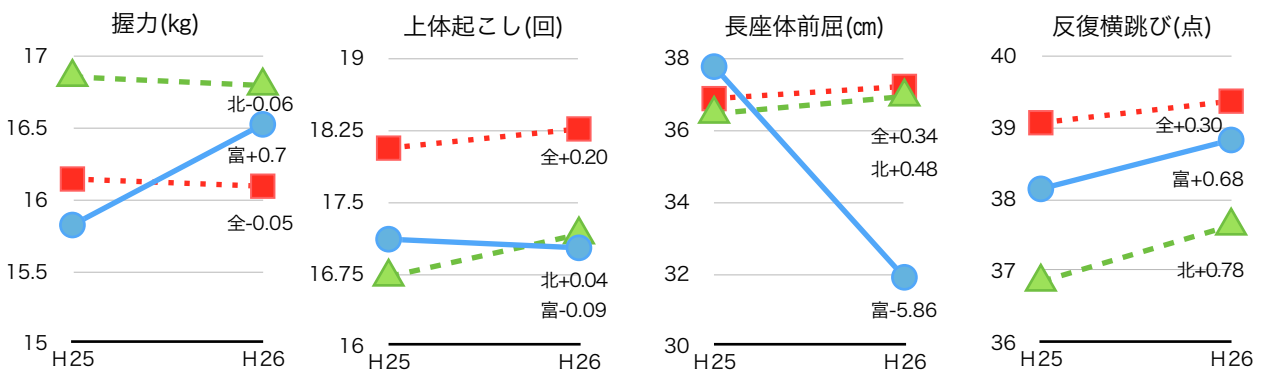 握力(kg)
17
16.5
16
15.5
15
北-0.06
富+0.7
全-0.05
H25
H26
上体起こし(回)
19
18.25
17.5
16.75
16
全+0.20
北+0.04
富-0.09
H25
H26
長座体前屈(㎝)
38
36
34
32
30
全+0.34
北+0.48
富-5.86
H25
H26
反復横跳び(点)
40
39
38
37
36
全+0.30
富+0.68
北+0.78
H25
H26